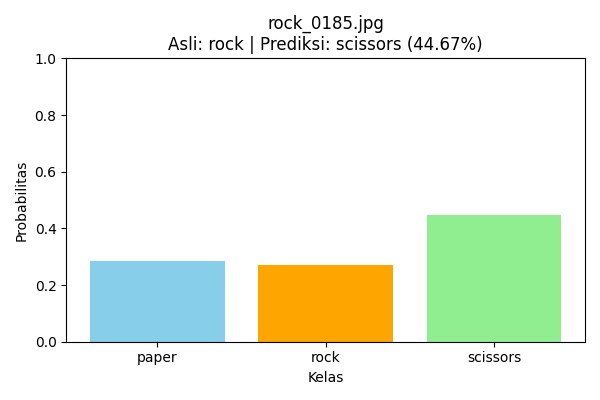 rock_0185.jpg
Asli: rock | Prediksi: scissors (44.67%)
1.0
0.8
0.6
0.4
0.2
0.0
Probabilitas
paper rock scissors
Kelas